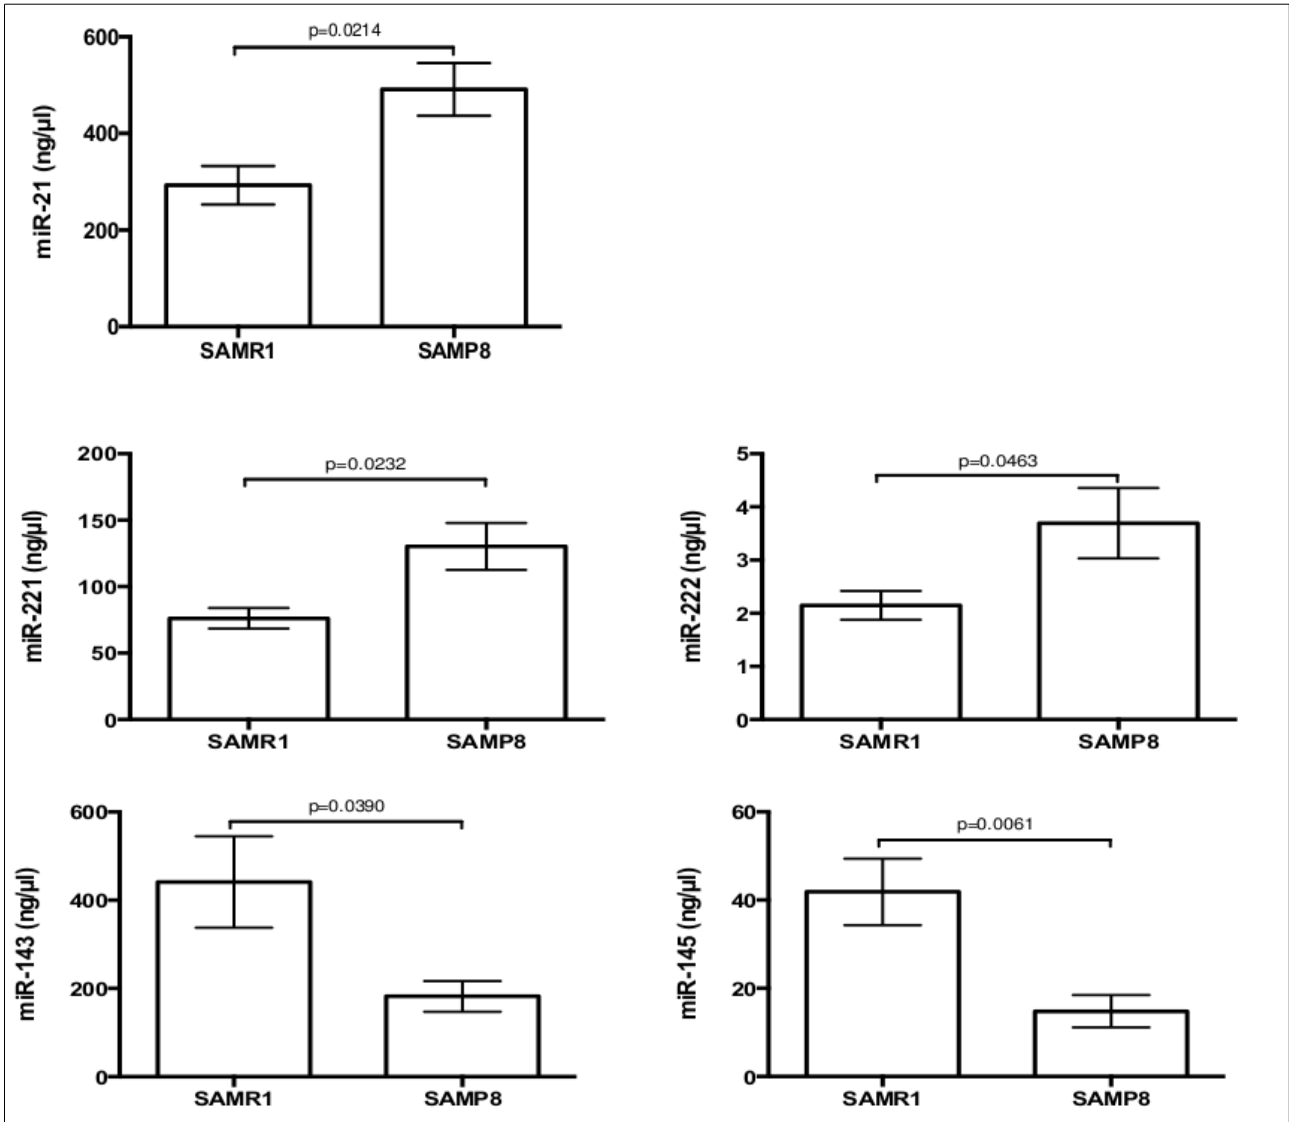 p=0.0214
600
400
200
0
miR-21 (ng/µl)
SAMR1 SAMP8
p=0.0232
200
150
100
50
0
miR-221 (ng/µl)
SAMR1 SAMP8
p=0.0463
5
4
3
2
1
0
miR-222 (ng/µl)
SAMR1 SAMP8
p=0.0390
600
400
200
0
miR-143 (ng/µl)
SAMR1 SAMP8
p=0.0061
60
40
20
0
miR-145 (ng/µl)
SAMR1 SAMP8